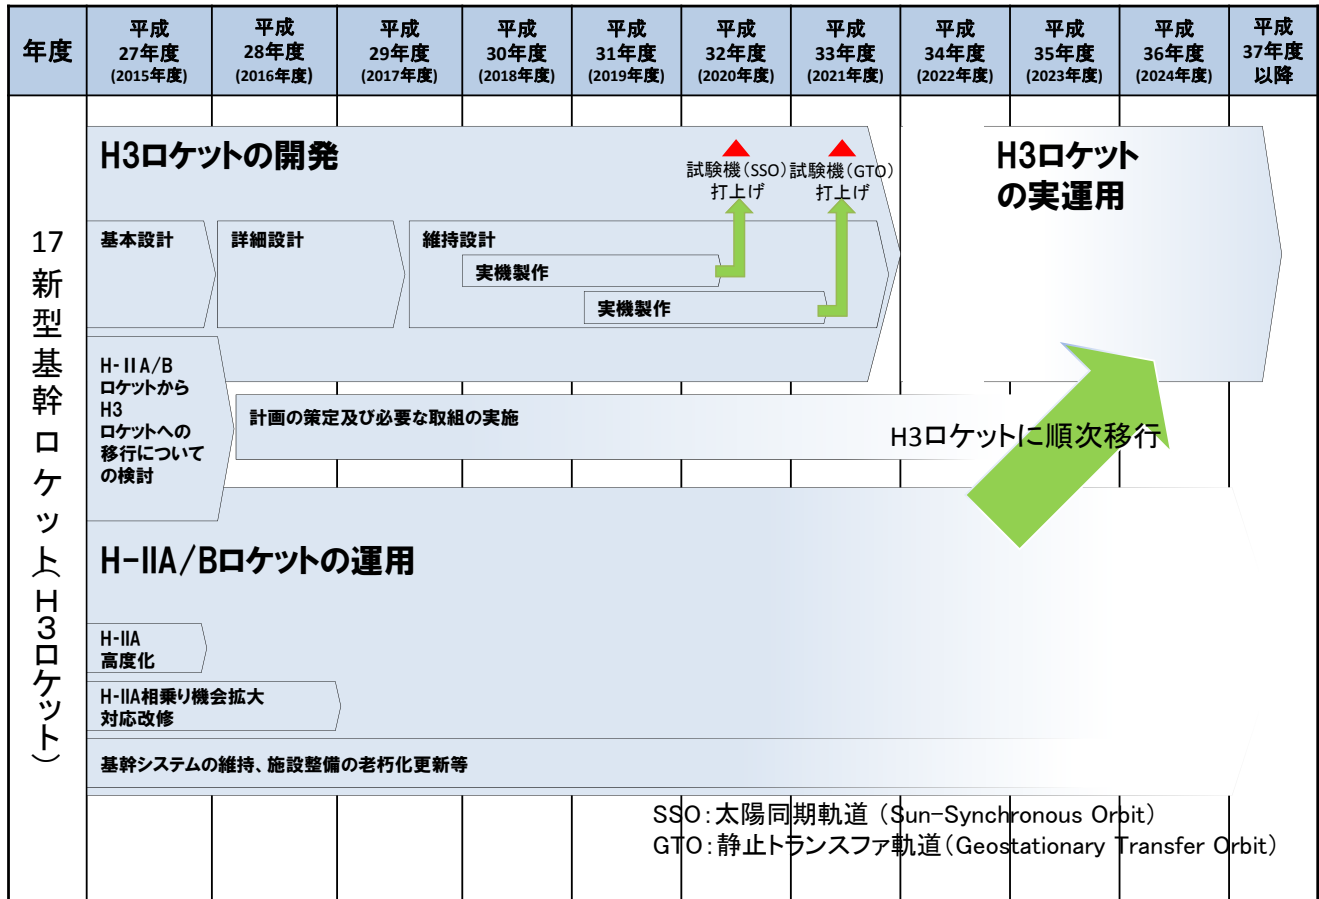 年度
平成
27年度
(2015年度)
平成
28年度
(2016年度)
平成
29年度
(2017年度)
平成
30年度
(2018年度)
平成
31年度
(2019年度)
平成
32年度
(2020年度)
平成
33年度
(2021年度)
平成
34年度
(2022年度)
平成
35年度
(2023年度)
平成
36年度
(2024年度)
平成
37年度
以降
17新型基幹ロケット(H3ロケット)
H3ロケットの開発
試験機(SSO)
打上げ
試験機(GTO)
打上げ
H3ロケット
の実運用
基本設計
詳細設計
維持設計
実機製作
実機製作
H-ⅡA/B
ロケットから
H3
ロケットへの
移行について
の検討
計画の策定及び必要な取組の実施
H3ロケットに順次移行
H-ⅡA/Bロケットの運用
H-ⅡA
高度化
H-ⅡA相乗り機会拡大
対応改修
基幹システムの維持、施設整備の老朽化更新等
SSO:太陽同期軌道 (Sun-Synchronous Orbit)
GTO:静止トランスファ軌道(Geostationary Transfer Orbit)